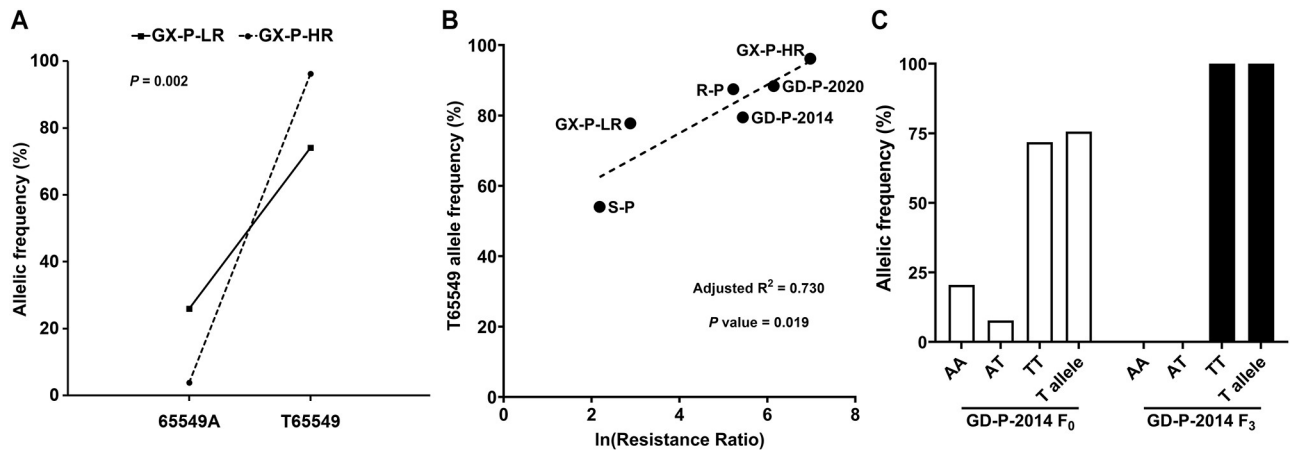 A
GX-P-LR GX-P-HR
P = 0.002
Allelic frequency (%)
100
80
60
40
20
0
65549A T65549
B
T65549 allele frequency (%)
100
80
60
40
20
0
GX-P-HR
R-P
GD-P-2020
GX-P-LR
GD-P-2014
S-P
Adjusted R² = 0.730
P value = 0.019
0 2 4 6 8
ln(Resistance Ratio)
C
Allelic frequency (%)
100
75
50
25
0
AA AT TT T allele AA AT TT T allele
GD-P-2014 F₀ GD-P-2014 F₃